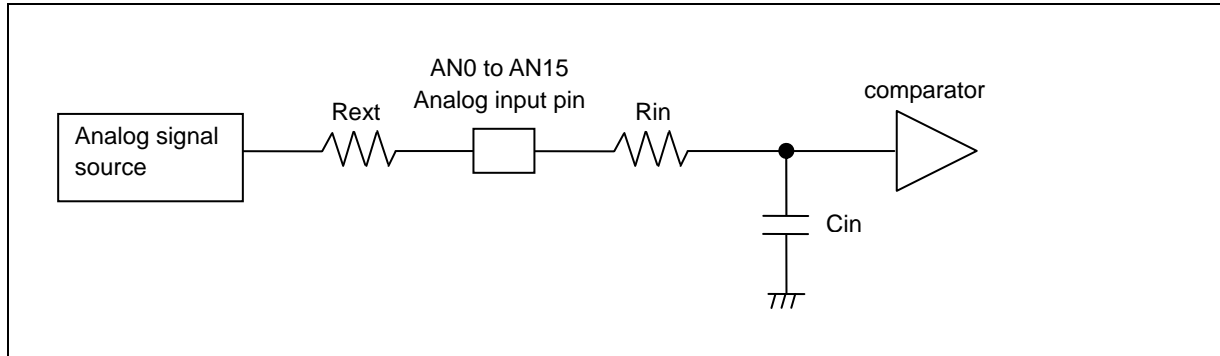 AN0 to AN15
Analog input pin
comparator
Rext
Rin
Analog signal
source
Cin